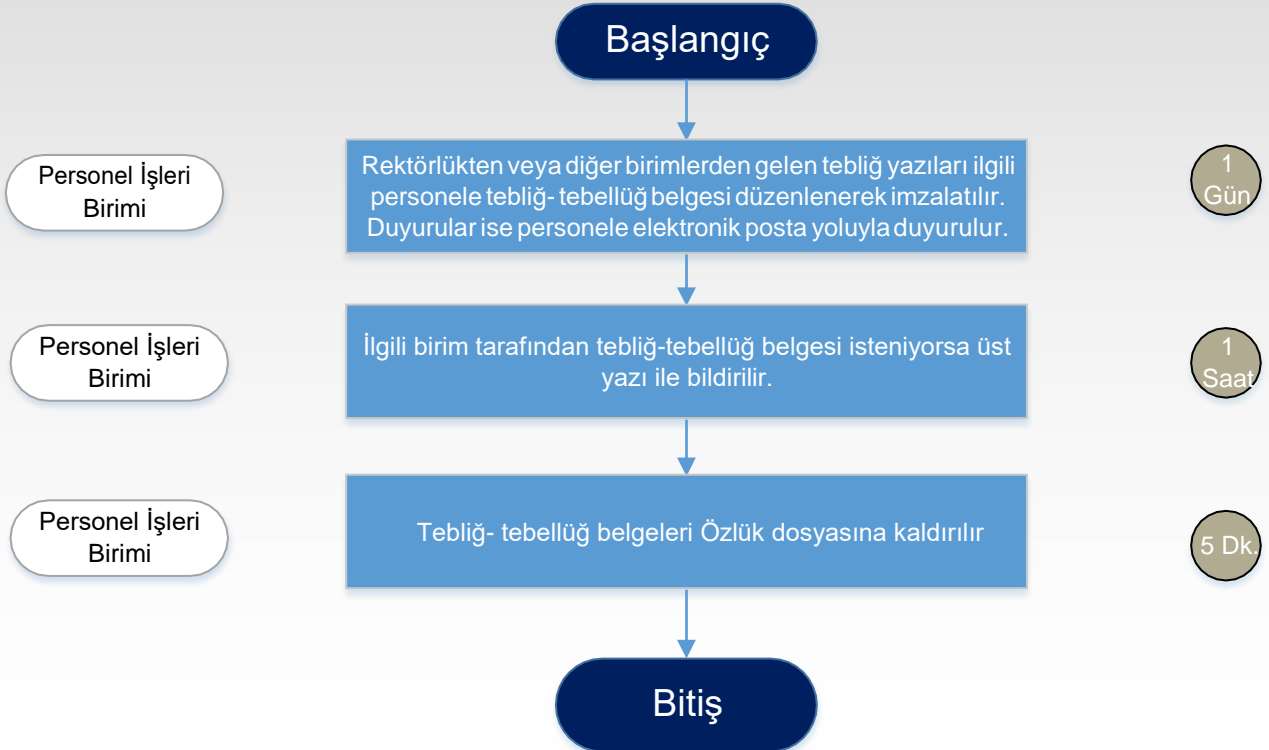 Başlangıç
Personel İşleri
Birimi
Rektörlükten veya diğer birimlerden gelen tebliğ yazıları ilgili
personele tebliğ- tebellüğ belgesi düzenlenerek imzalatılır.
Duyurular ise personele elektronik posta yoluyla duyurulur.
1
Gün
Personel İşleri
Birimi
İlgili birim tarafından tebliğ-tebellüğ belgesi isteniyorsa üst
yazı ile bildirilir.
1
Saat
Personel İşleri
Birimi
Tebliğ- tebellüğ belgeleri Özlük dosyasına kaldırılır
5 Dk.
Bitiş